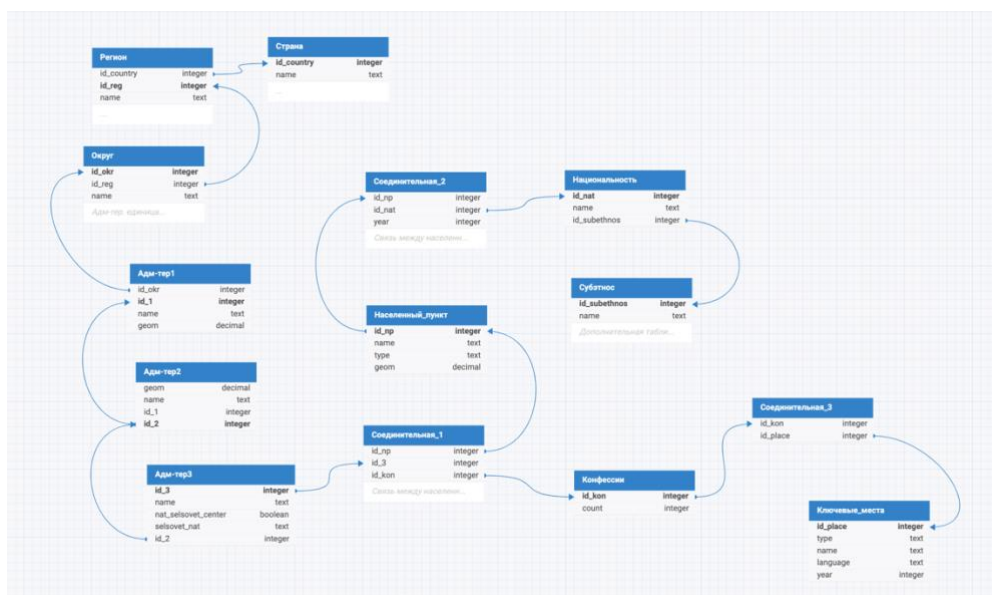 Регион
id_country integer
id_reg integer
name text
...
Страна
id_country integer
name text
...
Округ
id_okr integer
id_reg integer
name text
Адм-тер. единица...
Соединительная_2
id_np integer
id_nat integer
year integer
Связь между населенн...
Национальность
id_nat integer
name text
id_subethnos integer
Адм-тер1
id_okr integer
id_1 integer
name text
geom decimal
Субэтнос
id_subethnos integer
name text
Дополнительная табли...
Населенный_пункт
id_np integer
name text
type text
geom decimal
Адм-тер2
geom decimal
name text
id_1 integer
id_2 integer
Соединительная_1
id_np integer
id_3 integer
id_kon integer
Связь между населенн...
Соединительная_3
id_kon integer
id_place integer
Адм-тер3
id_3 integer
name text
nat_selsovet_center boolean
selsovet_nat text
id_2 integer
Конфессии
id_kon integer
count integer
Ключевые_места
id_place integer
type text
name text
language text
year integer